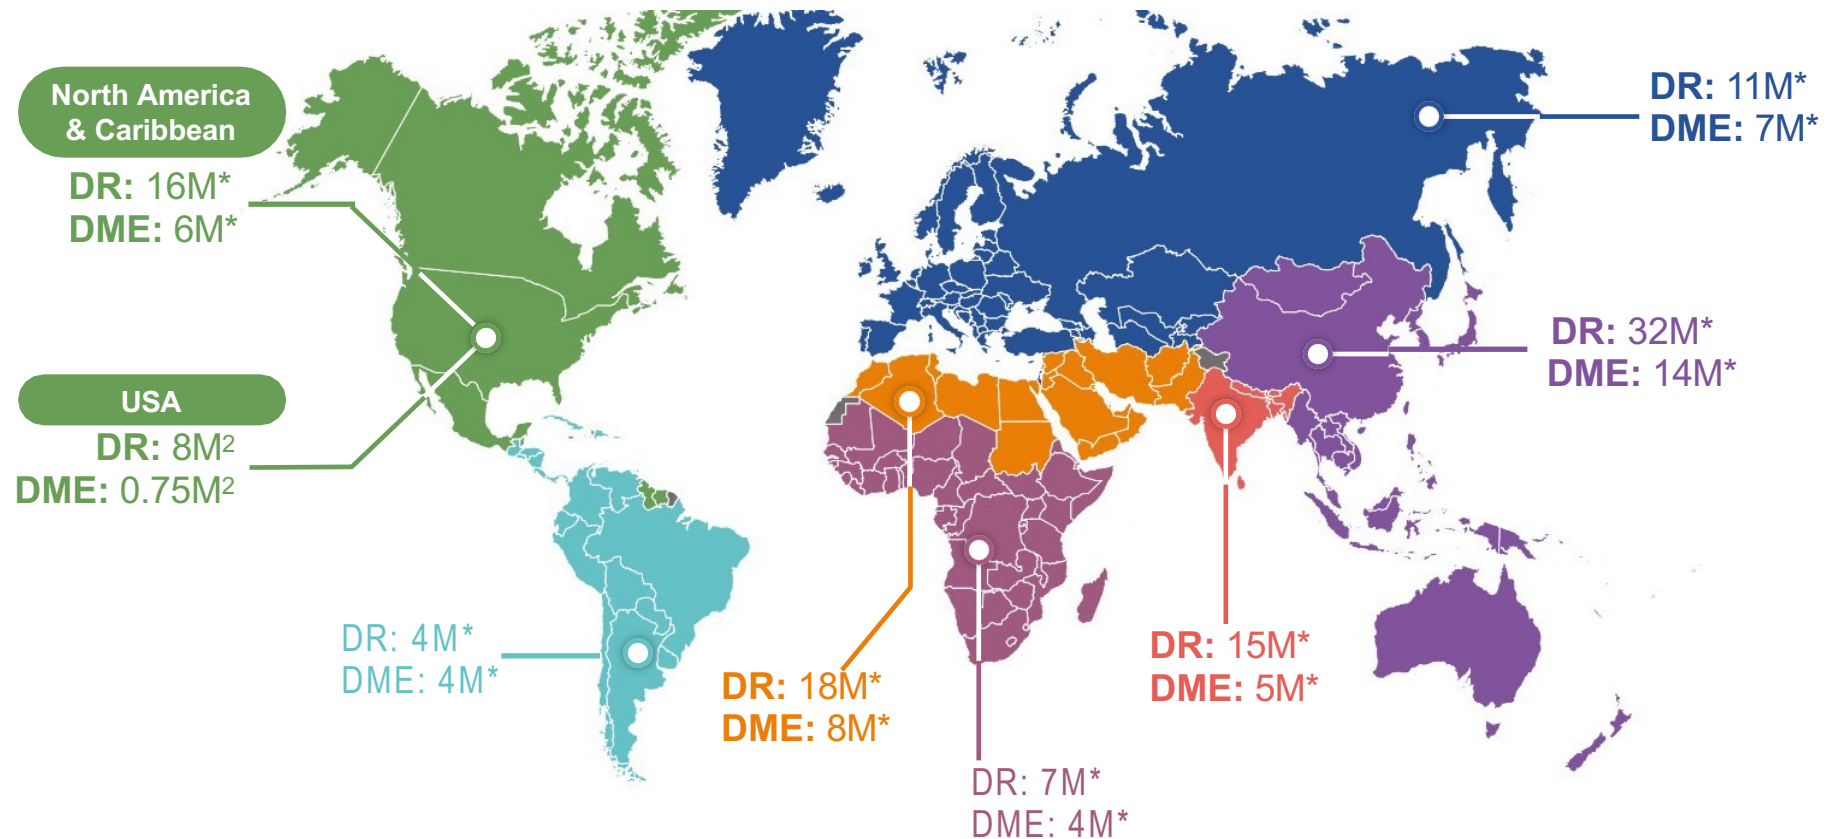 North America
& Caribbean
DR: 16M*
DME: 6M*
USA
DR: 8M²
DME: 0.75M²
DR: 4M*
DME: 4M*
DR: 18M*
DME: 8M*
DR: 7M*
DME: 4M*
DR: 15M*
DME: 5M*
DR: 32M*
DME: 14M*
DR: 11M*
DME: 7M*